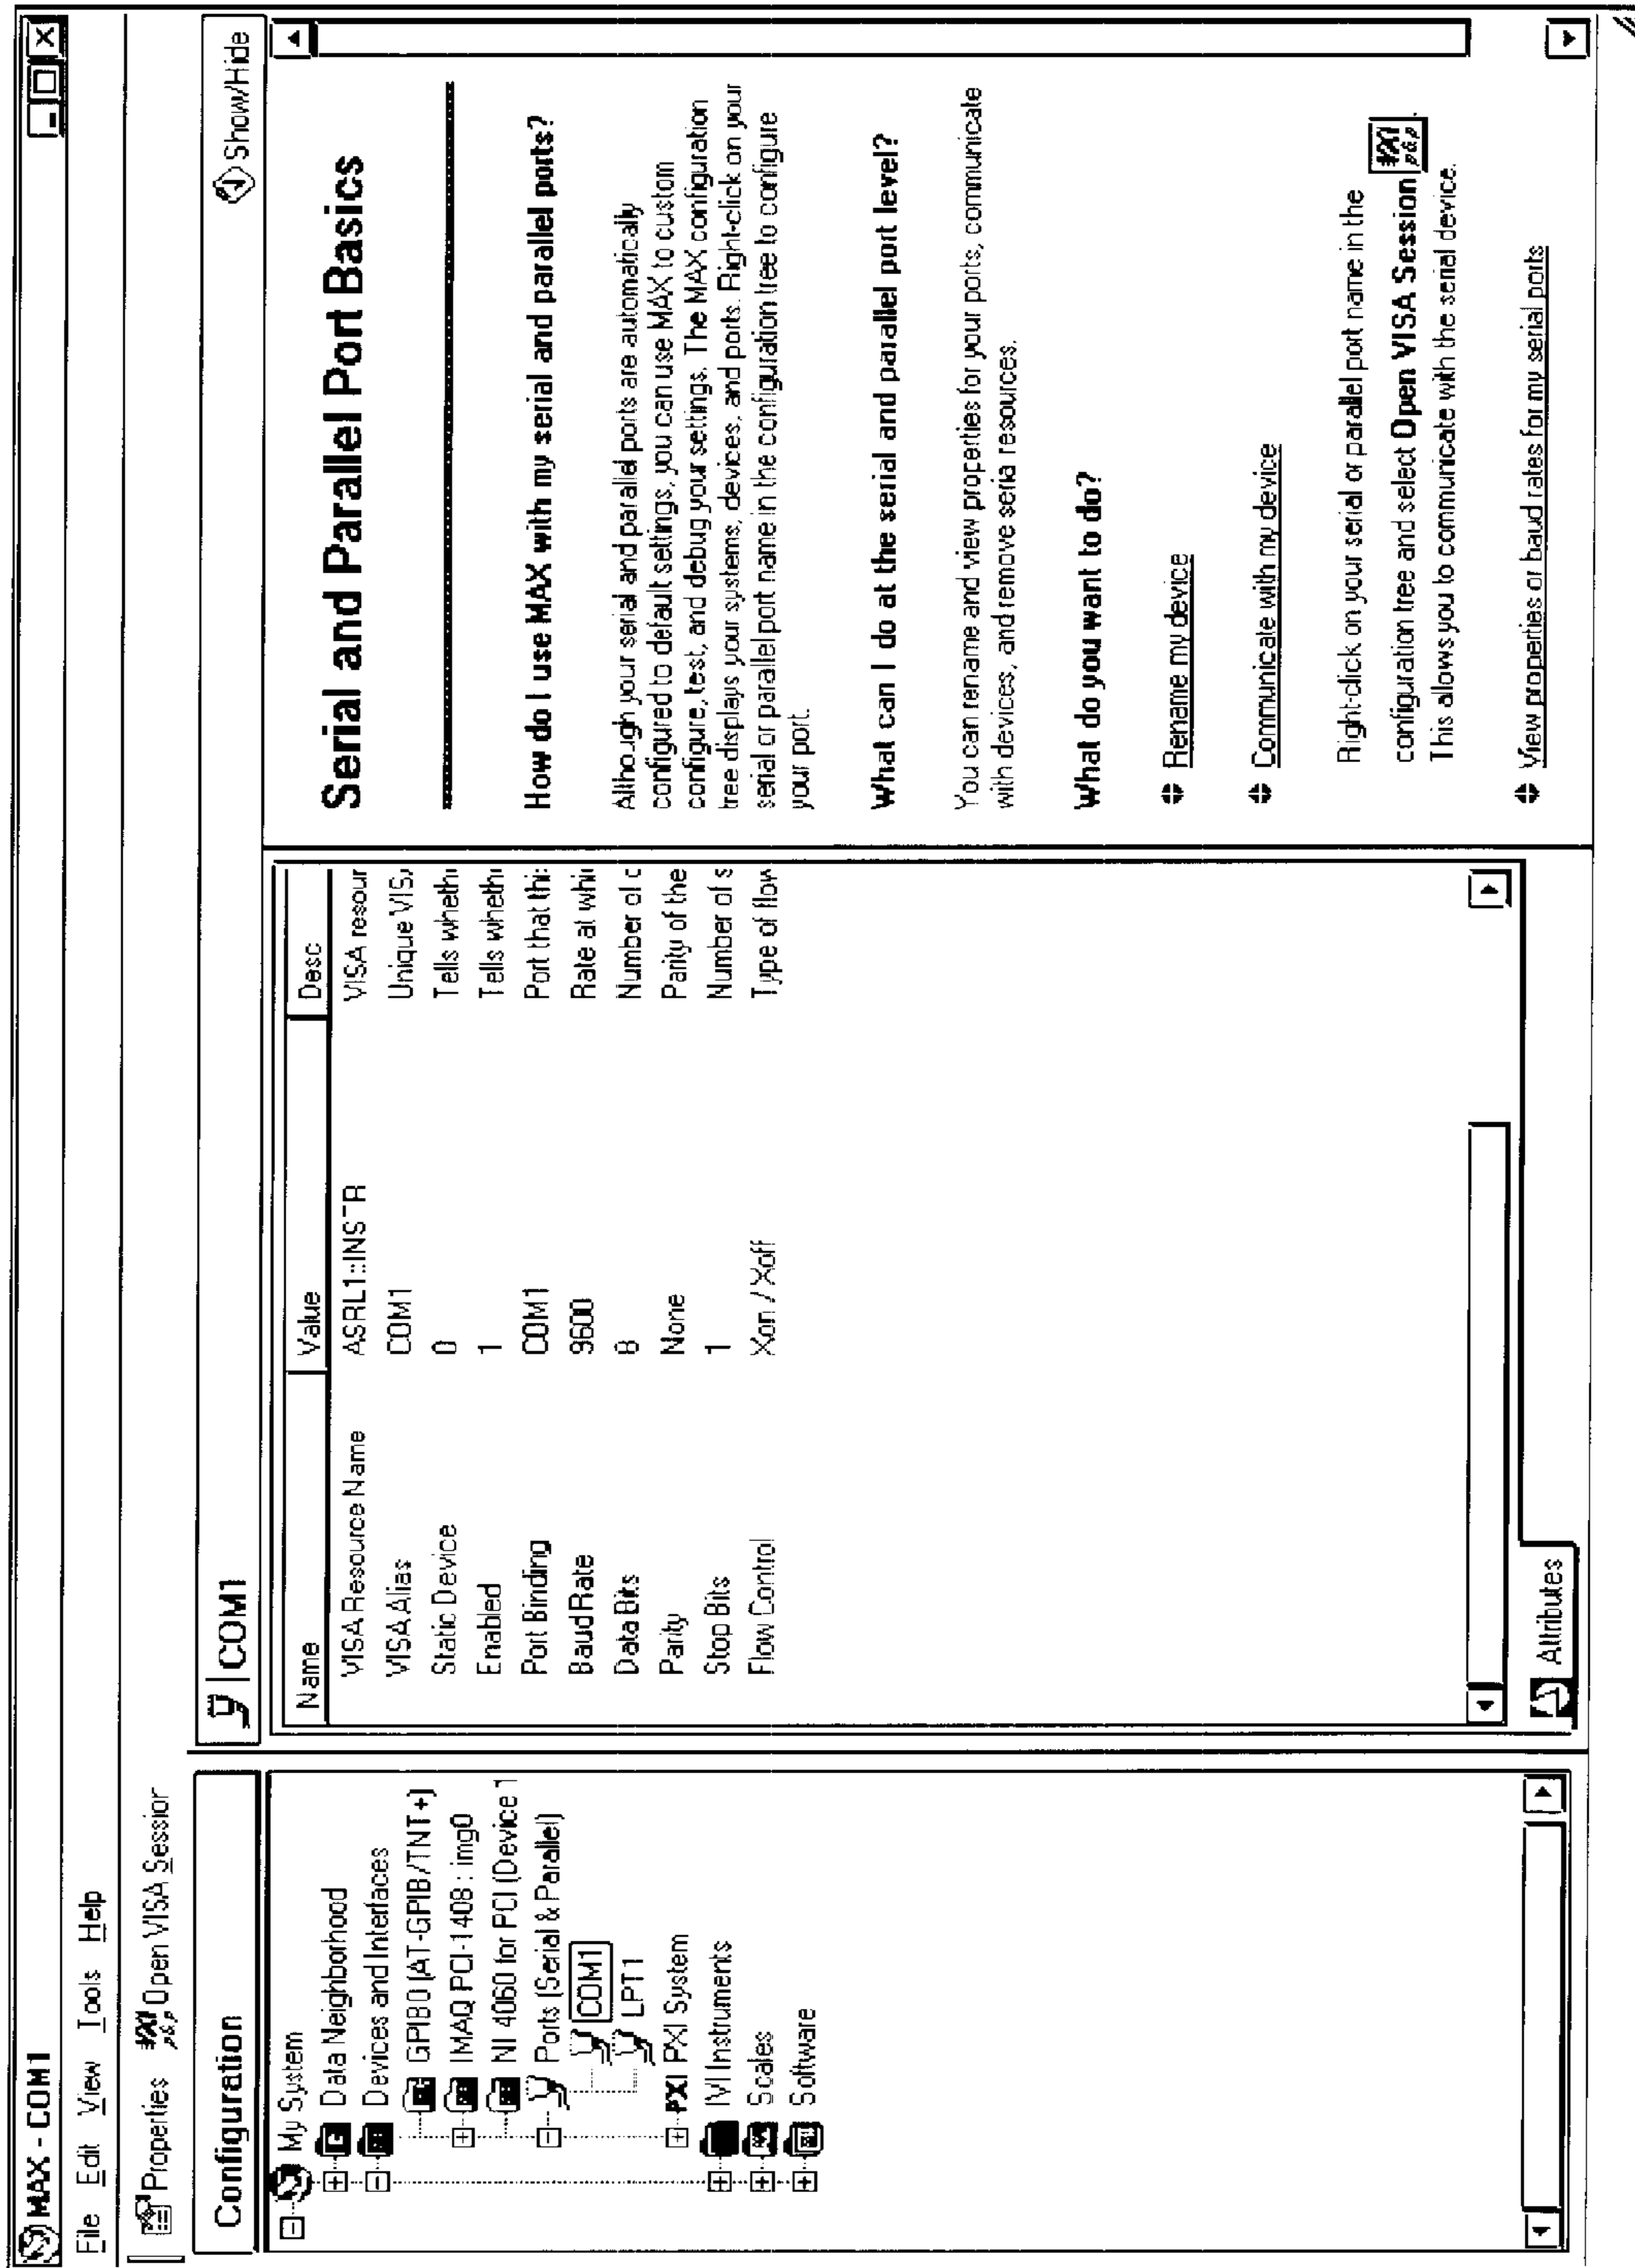 MAX - COM1
File Edit View Tools Help
Properties Open VISA Session
Configuration
My System
Data Neighborhood
Devices and Interfaces
GPIB0 (AT-GPIB/TNT+)
IMAQ PCI-1408 : img0
NI 4060 for PCI (Device 1
Ports (Serial & Parallel)
COM1
LPT1
PXI PXI System
IVI Instruments
Scales
Software
COM1
Show/Hide
Name Value Desc
VISA Resource Name ASRL1::INSTR VISA resour
VISA Alias COM1 Unique VISA
Static Device 0 Tells wheth
Enabled 1 Tells wheth
Port Binding COM1 Port that thi
Baud Rate 9600 Rate at whi
Data Bits 8 Number of c
Parity None Parity of the
Stop Bits 1 Number of s
Flow Control Xon / Xoff Type of flow
Attributes
Serial and Parallel Port Basics
How do I use MAX with my serial and parallel ports?
Although your serial and parallel ports are automatically
configured to default settings, you can use MAX to custom
configure, test, and debug your settings. The MAX configuration
tree displays your systems, devices, and ports. Right-click on your
serial or parallel port name in the configuration tree to configure
your port.
What can I do at the serial and parallel port level?
You can rename and view properties for your ports, communicate
with devices, and remove serial resources.
What do you want to do?
Rename my device
Communicate with my device
Right-click on your serial or parallel port name in the
configuration tree and select Open VISA Session .
This allows you to communicate with the serial device.
View properties or baud rates for my serial ports